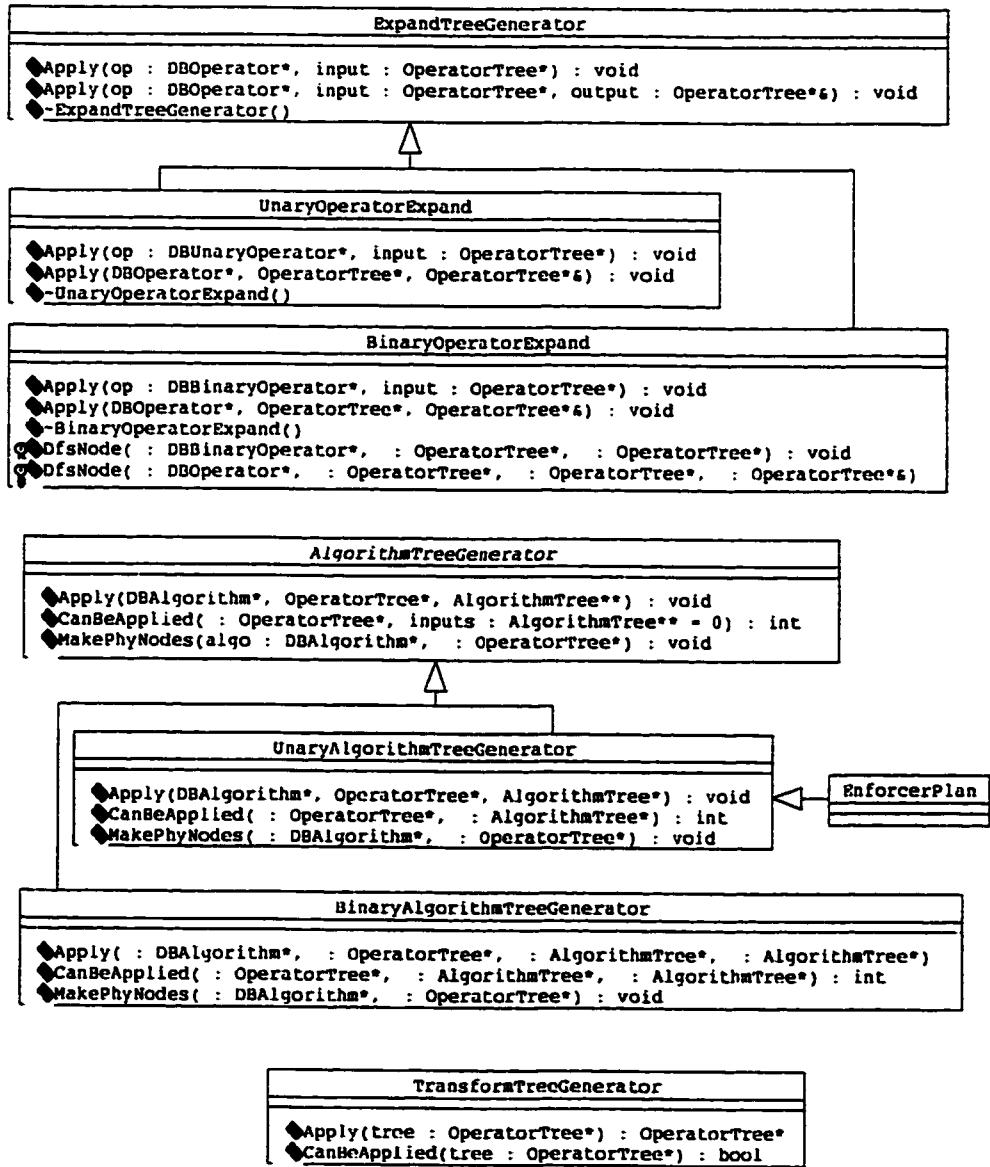 ExpandTreeGenerator
Apply(op : DBOperator*, input : OperatorTree*) : void
Apply(op : DBOperator*, input : OperatorTree*, output : OperatorTree*&) : void
~ExpandTreeGenerator()
UnaryOperatorExpand
Apply(op : DBUnaryOperator*, input : OperatorTree*) : void
Apply(DBOperator*, OperatorTree*, OperatorTree*&) : void
~UnaryOperatorExpand()
BinaryOperatorExpand
Apply(op : DBBinaryOperator*, input : OperatorTree*) : void
Apply(DBOperator*, OperatorTree*, OperatorTree*&) : void
~BinaryOperatorExpand()
DfsNode( : DBBinaryOperator*, : OperatorTree*, : OperatorTree*) : void
DfsNode( : DBOperator*, : OperatorTree*, : OperatorTree*, : OperatorTree*&)
AlgorithmTreeGenerator
Apply(DBAlgorithm*, OperatorTree*, AlgorithmTree**) : void
CanBeApplied( : OperatorTree*, inputs : AlgorithmTree** = 0) : int
MakePhyNodes(algo : DBAlgorithm*, : OperatorTree*) : void
UnaryAlgorithmTreeGenerator
Apply(DBAlgorithm*, OperatorTree*, AlgorithmTree*) : void
CanBeApplied( : OperatorTree*, : AlgorithmTree*) : int
MakePhyNodes( : DBAlgorithm*, : OperatorTree*) : void
EnforcerPlan
BinaryAlgorithmTreeGenerator
Apply( : DBAlgorithm*, : OperatorTree*, : AlgorithmTree*, : AlgorithmTree*)
CanBeApplied( : OperatorTree*, : AlgorithmTree*, : AlgorithmTree*) : int
MakePhyNodes( : DBAlgorithm*, : OperatorTree*) : void
TransformTreeGenerator
Apply(tree : OperatorTree*) : OperatorTree*
CanBeApplied(tree : OperatorTree*) : bool